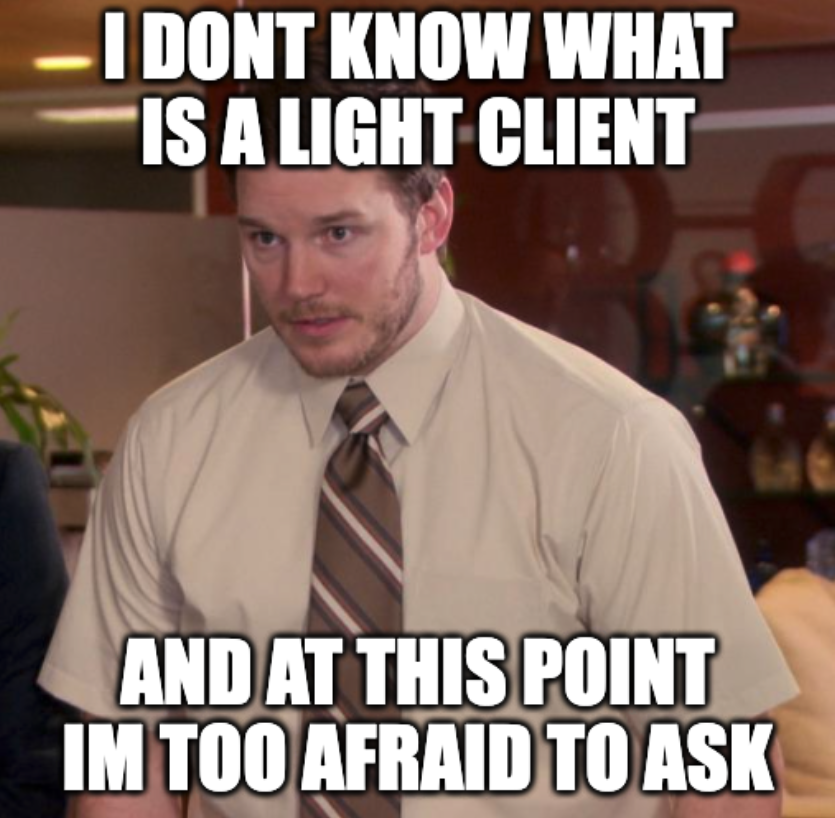 I DONT KNOW WHAT
IS A LIGHT CLIENT
AND AT THIS POINT
IM TOO AFRAID TO ASK